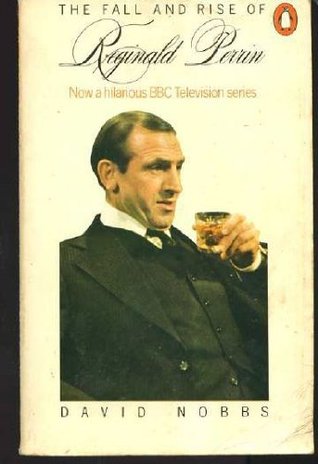 THE FALL AND RISE OF
Reginald Perrin
Now a hilarious BBC Television series
DAVID NOBBS